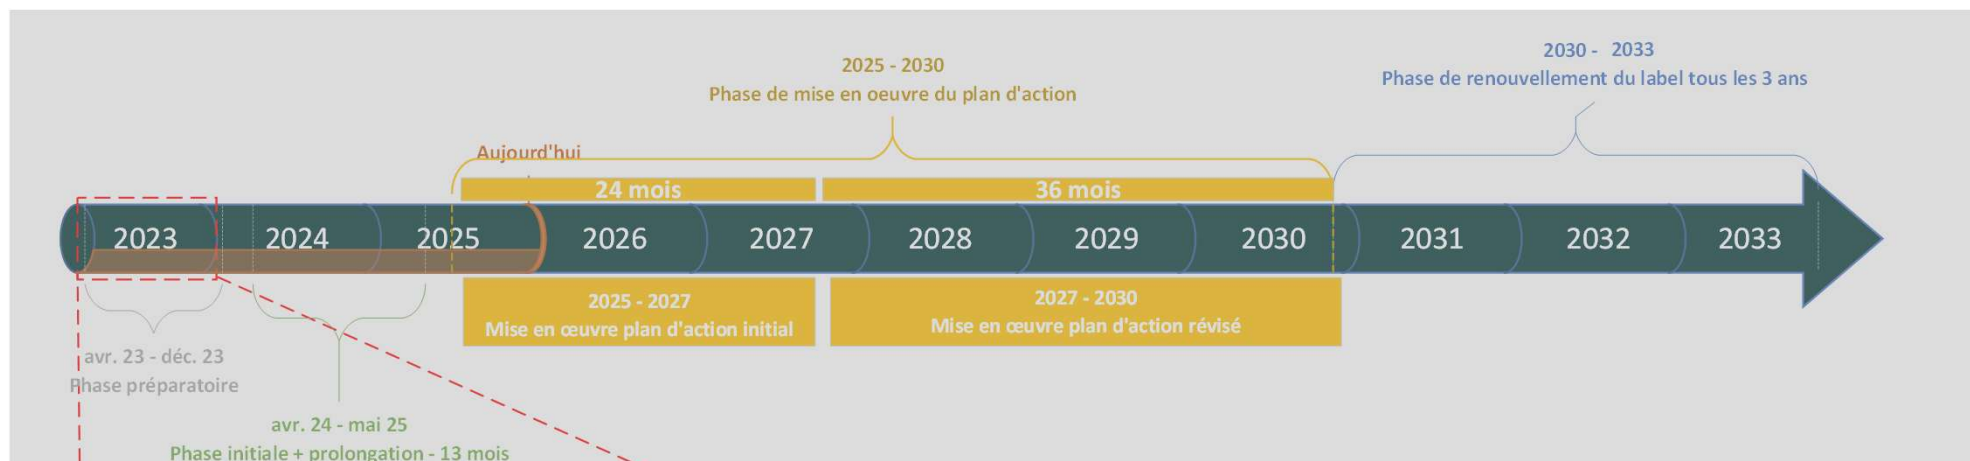 2030 - 2033
Phase de renouvellement du label tous les 3 ans
2025 - 2030
Phase de mise en oeuvre du plan d'action
Aujourd'hui
24 mois
36 mois
2023 2024 2025 2026 2027 2028 2029 2030 2031 2032 2033
2025 - 2027
Mise en œuvre plan d'action initial
2027 - 2030
Mise en œuvre plan d'action révisé
avr. 23 - déc. 23
Phase préparatoire
avr. 24 - mai 25
Phase initiale + prolongation - 13 mois